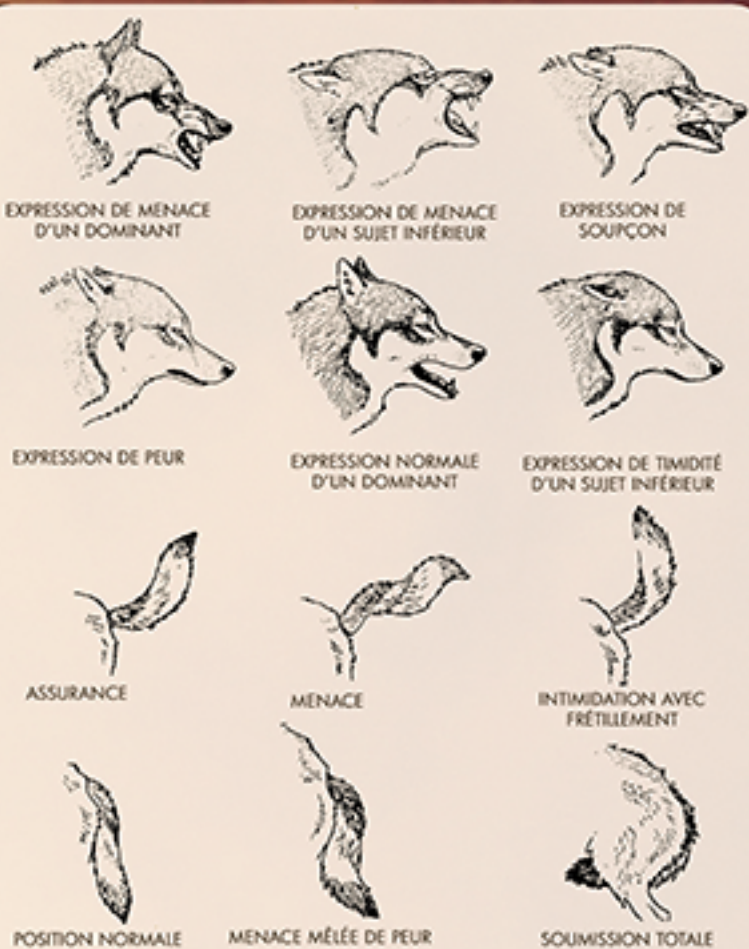 EXPRESSION DE MENACE
D'UN DOMINANT
EXPRESSION DE MENACE
D'UN SUJET INFÉRIEUR
EXPRESSION DE
SOUPÇON
EXPRESSION DE PEUR
EXPRESSION NORMALE
D'UN DOMINANT
EXPRESSION DE TIMIDITÉ
D'UN SUJET INFÉRIEUR
ASSURANCE
MENACE
INTIMIDATION AVEC
FRÉTILLEMENT
POSITION NORMALE
MENACE MÊLÉE DE PEUR
SOUMISSION TOTALE